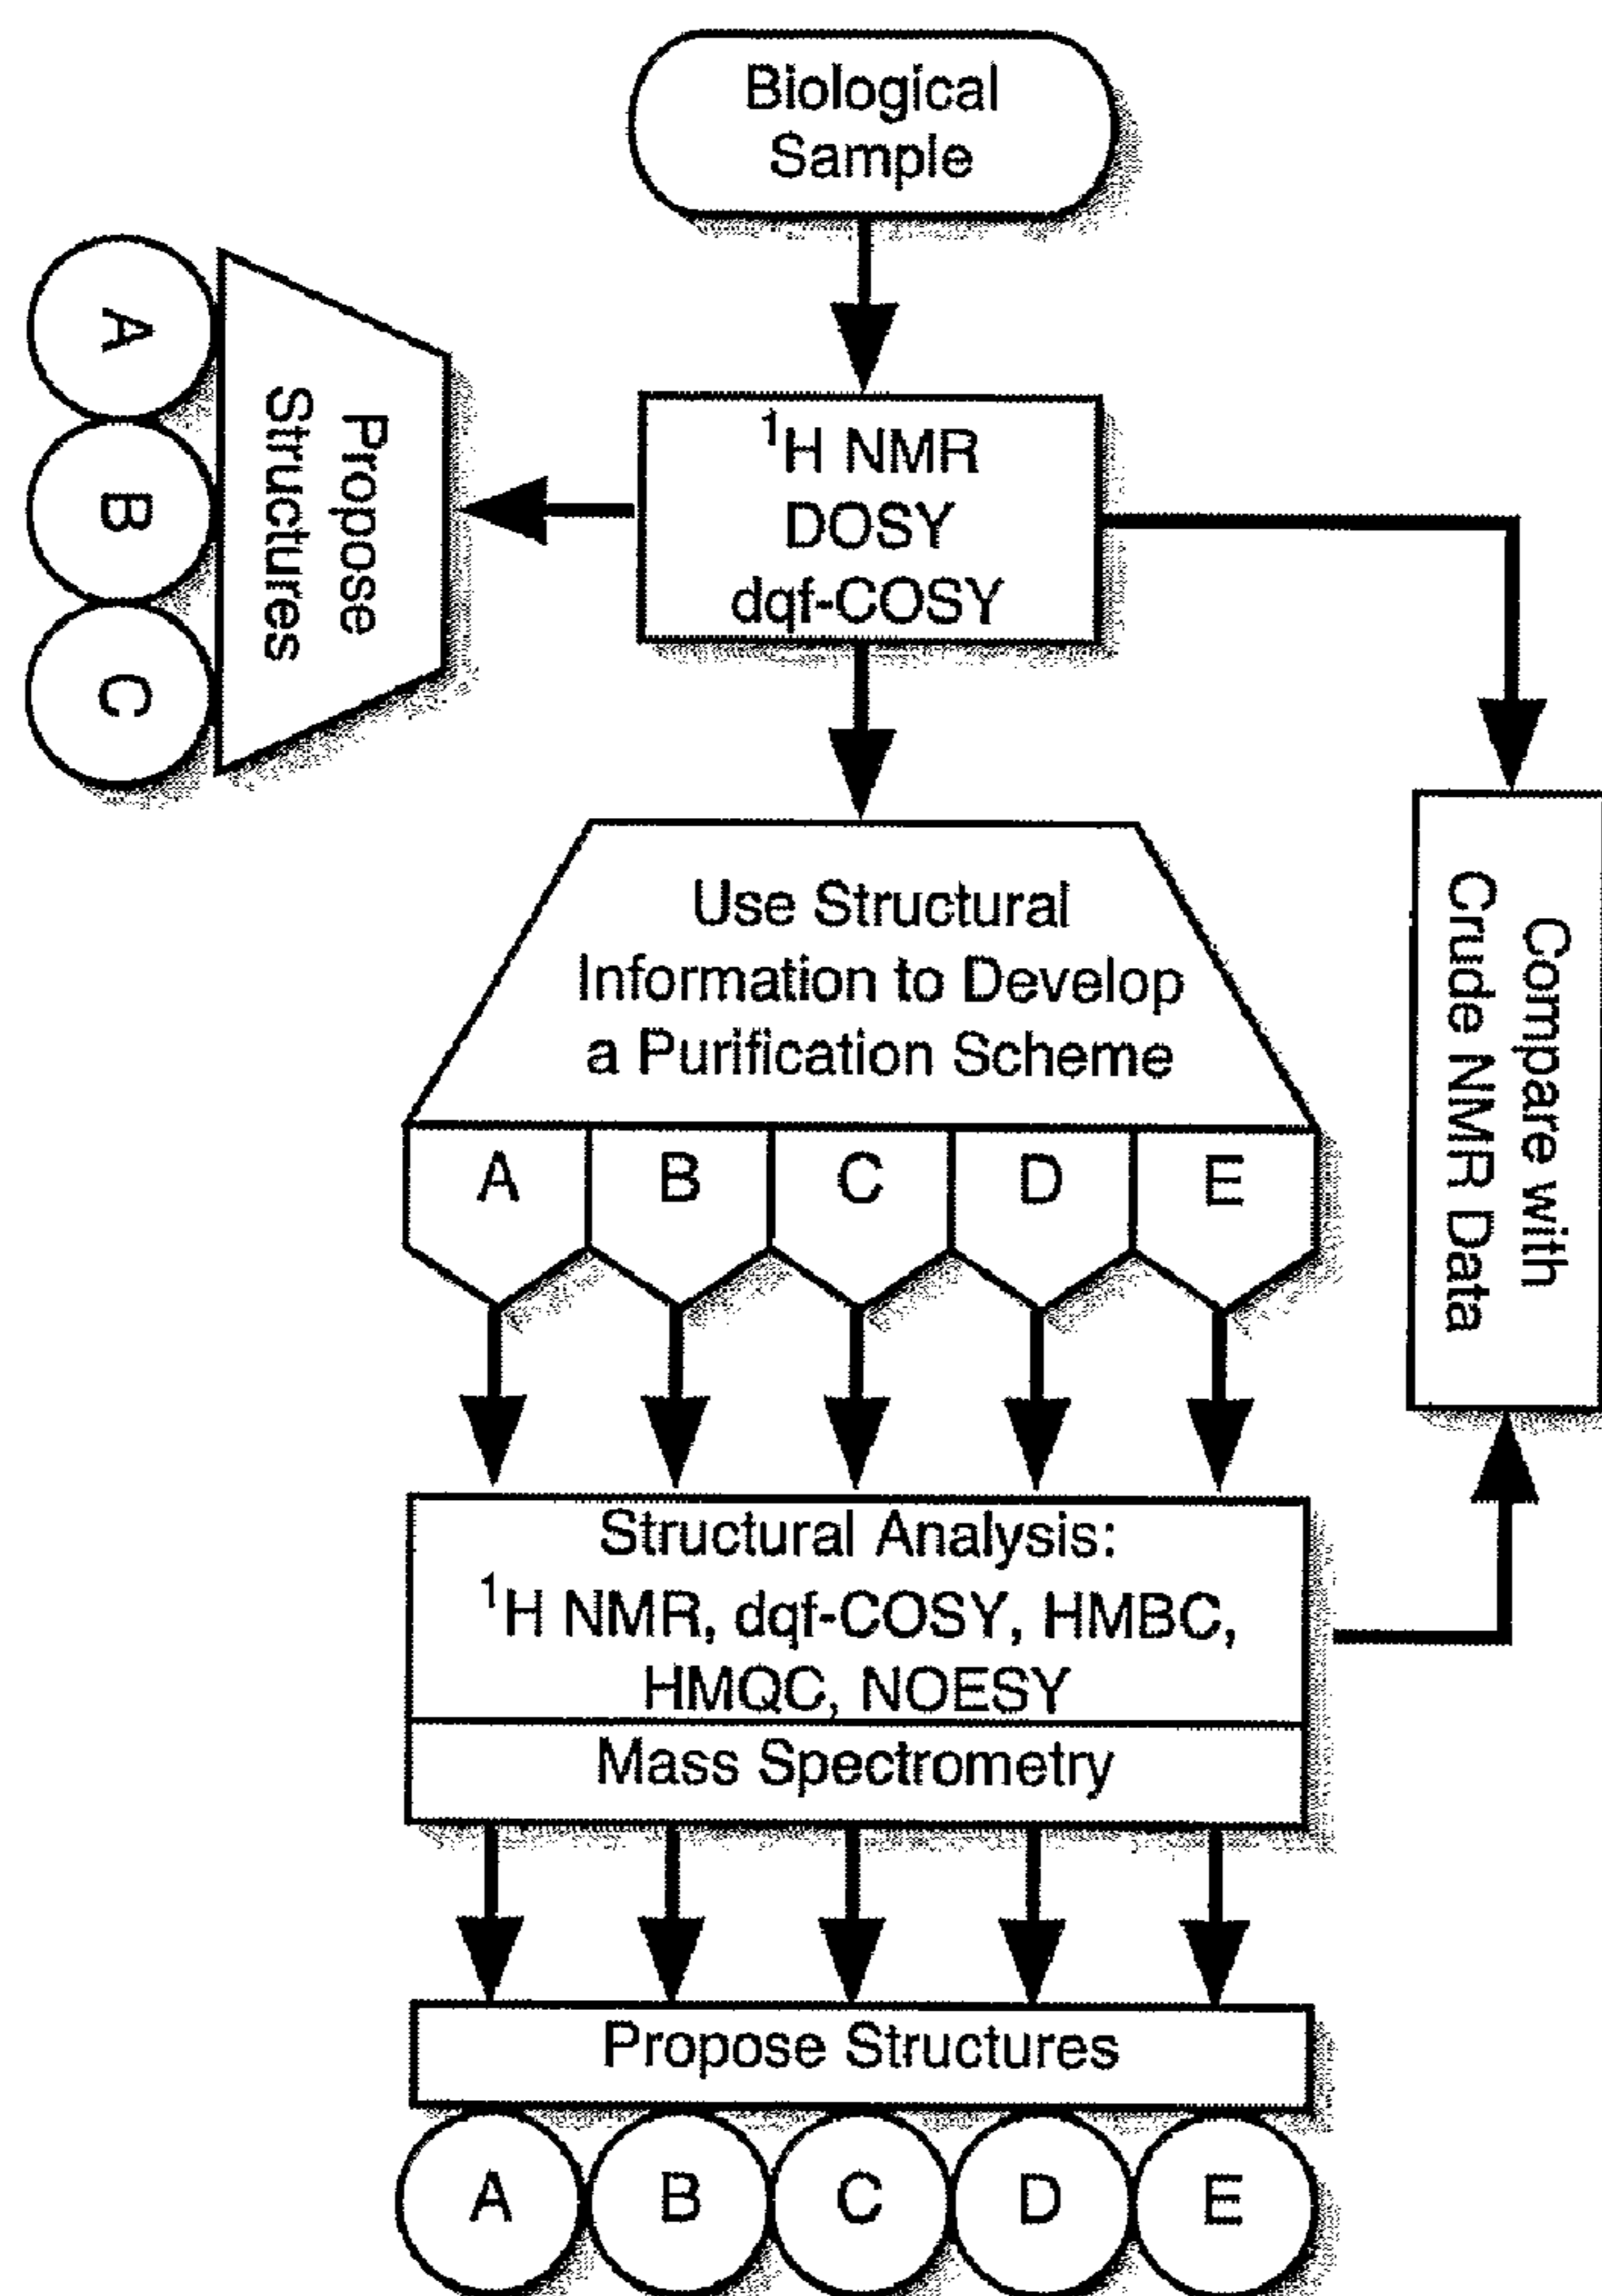 Biological
Sample
¹H NMR
DOSY
dqf-COSY
Propose
Structures
A
B
C
Use Structural
Information to Develop
a Purification Scheme
A B C D E
Compare with
Crude NMR Data
Structural Analysis:
¹H NMR, dqf-COSY, HMBC,
HMQC, NOESY
Mass Spectrometry
Propose Structures
A B C D E